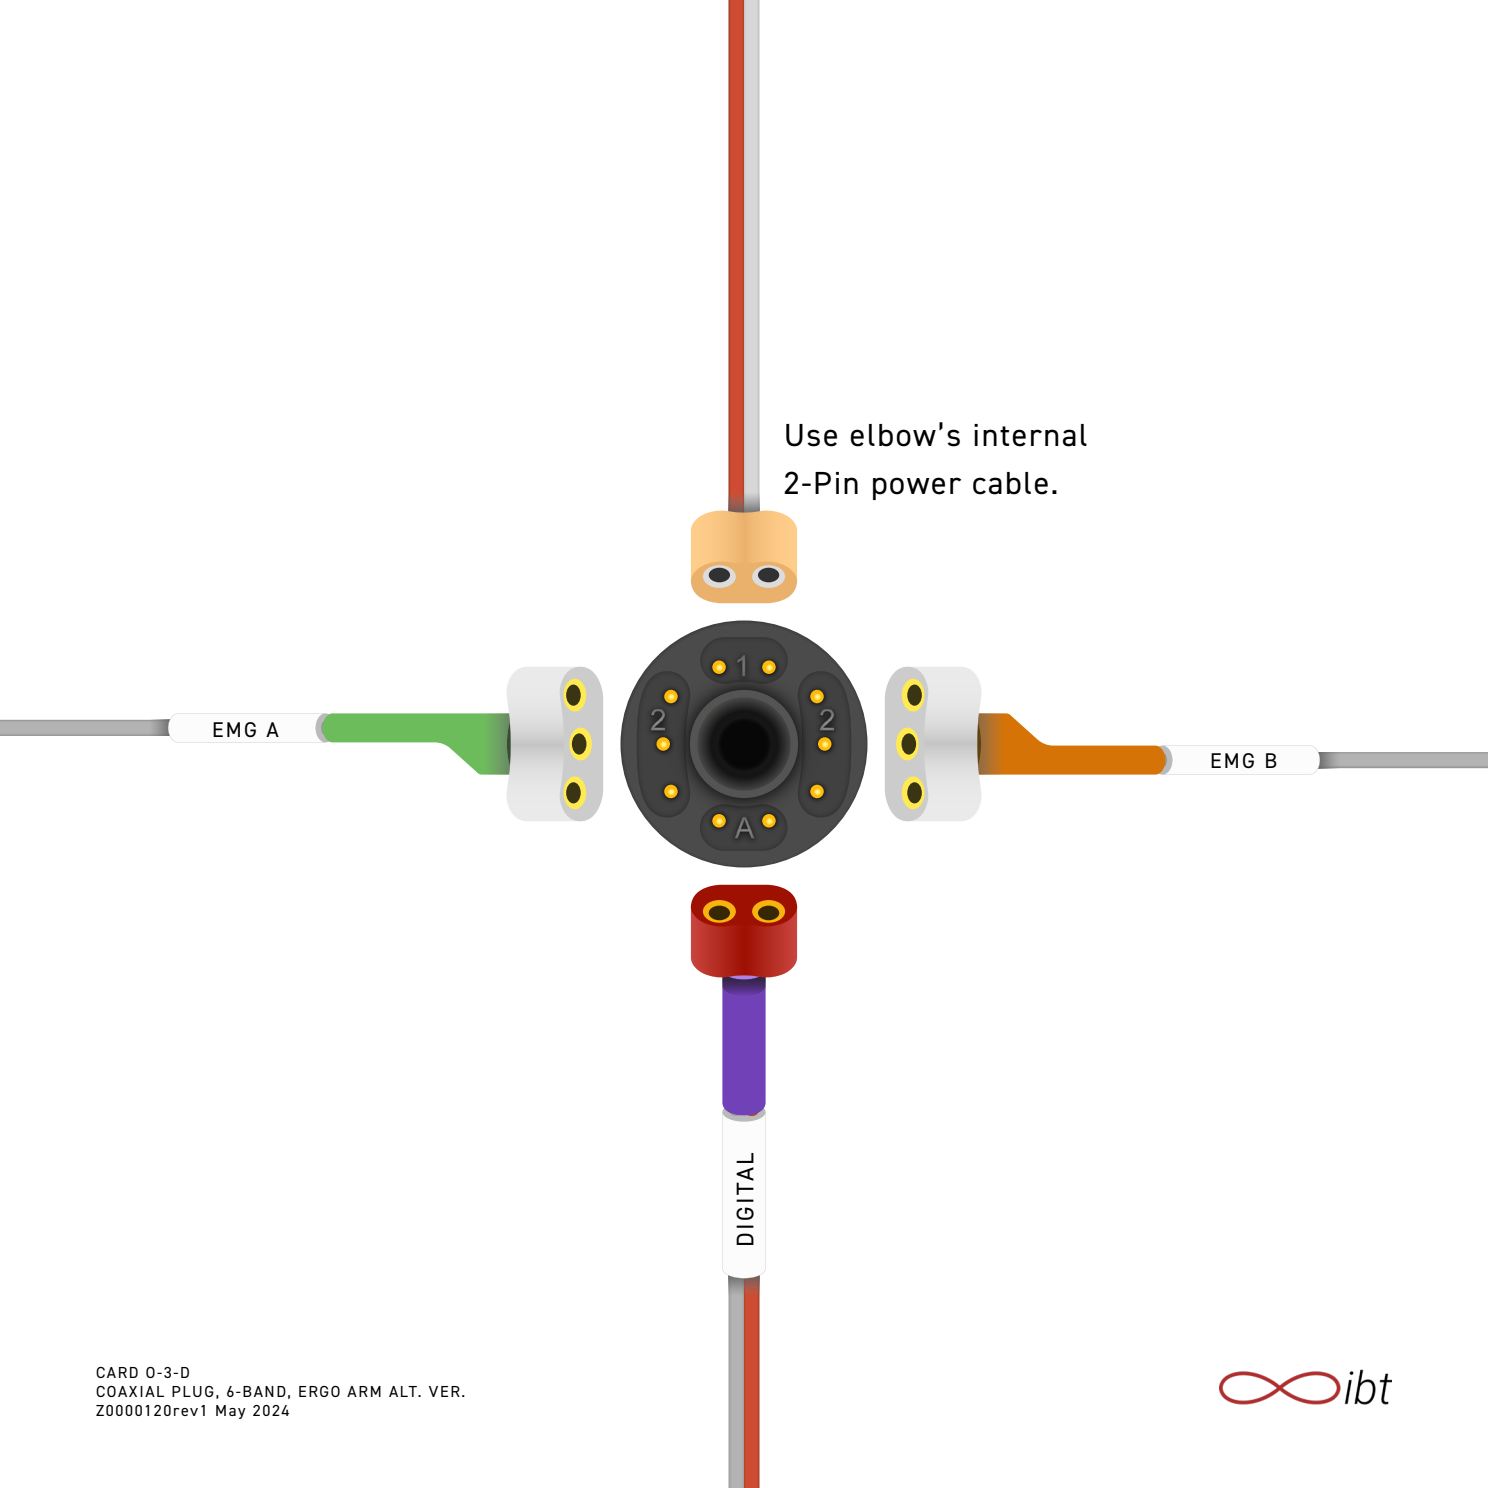 Use elbow’s internal
2-Pin power cable.
1
2
2
EMG A
EMG B
A
DIGITAL
CARD O-3-D
COAXIAL PLUG, 6-BAND, ERGO ARM ALT. VER.
Z0000120rev1 May 2024
ibt